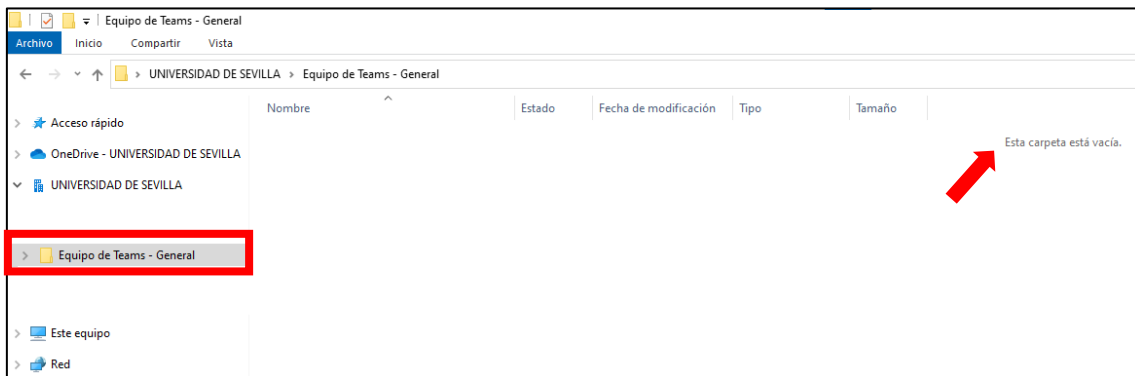 Equipo de Teams - General
Archivo Inicio Compartir Vista
UNIVERSIDAD DE SEVILLA > Equipo de Teams - General
Nombre Estado Fecha de modificación Tipo Tamaño
Acceso rápido
Esta carpeta está vacía.
OneDrive - UNIVERSIDAD DE SEVILLA
UNIVERSIDAD DE SEVILLA
Equipo de Teams - General
Este equipo
Red